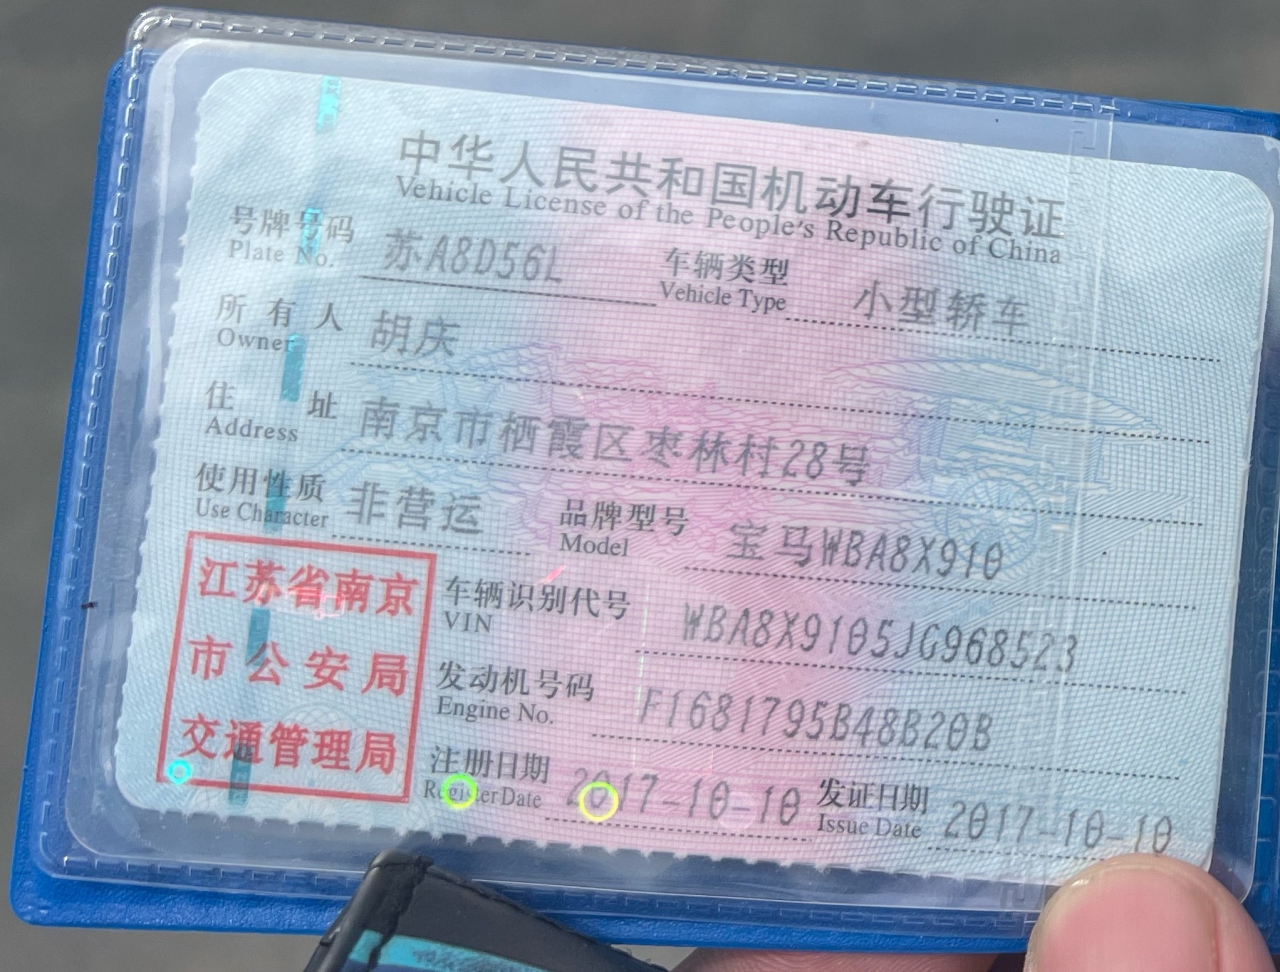 中华人民共和国机动车行驶证
Vehicle License of the People's Republic of China
号牌号码 苏A8D56L 车辆类型 小型轿车
Plate No. Vehicle Type
所有人 胡庆
Owner
住址 南京市栖霞区枣林村28号
Address
使用性质 非营运 品牌型号 宝马WBA8X910
Use Character Model
江苏省南京
市公安局
交通管理局
车辆识别代号 WBA8X9105JG968523
VIN
发动机号码 F1681795B48B20B
Engine No.
注册日期 2017-10-10 发证日期 2017-10-10
Register Date Issue Date